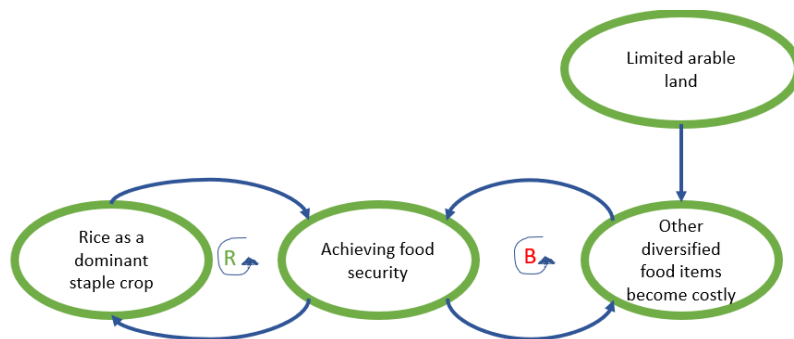 Limited arable
land
Rice as a
dominant
staple crop
R
Achieving food
security
B
Other
diversified
food items
become costly